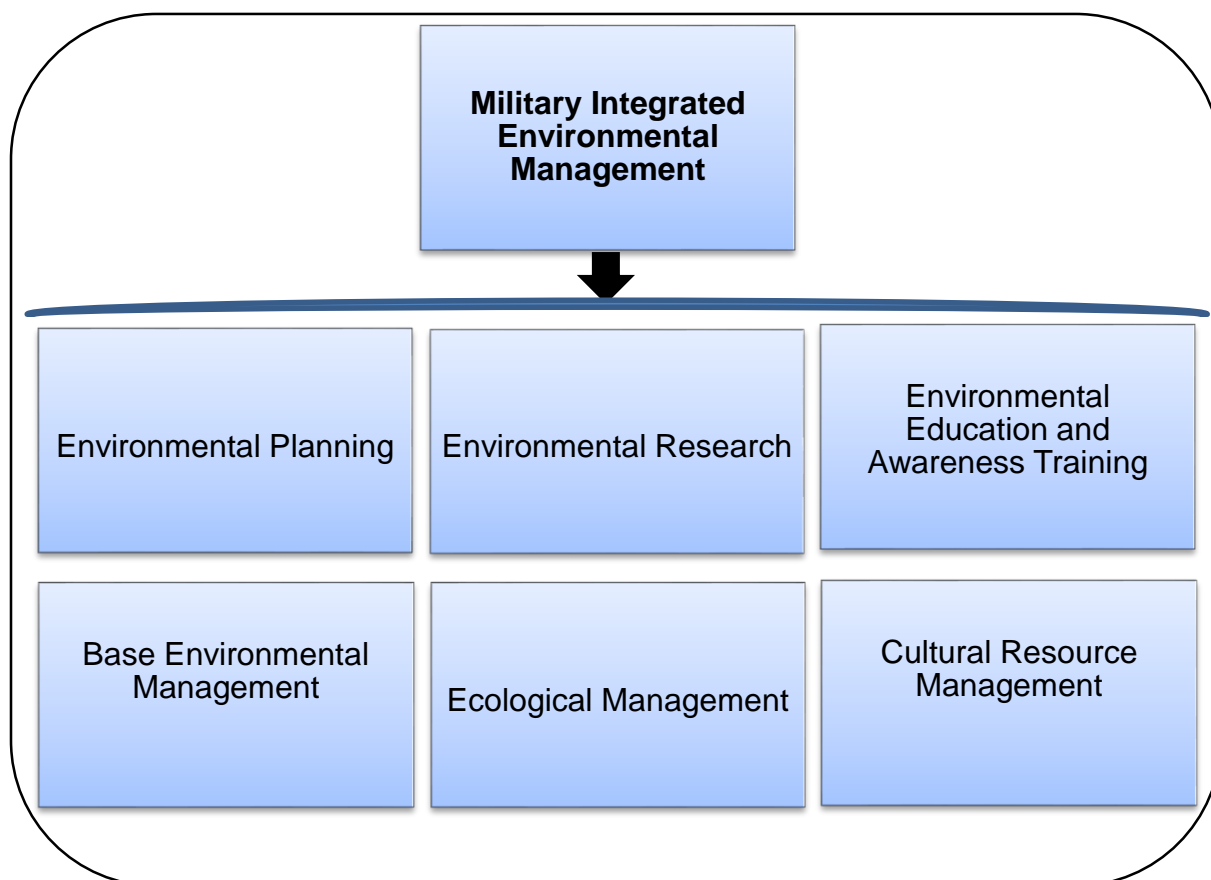 Military Integrated
Environmental
Management
Environmental Planning
Environmental Research
Environmental
Education and
Awareness Training
Base Environmental
Management
Ecological Management
Cultural Resource
Management